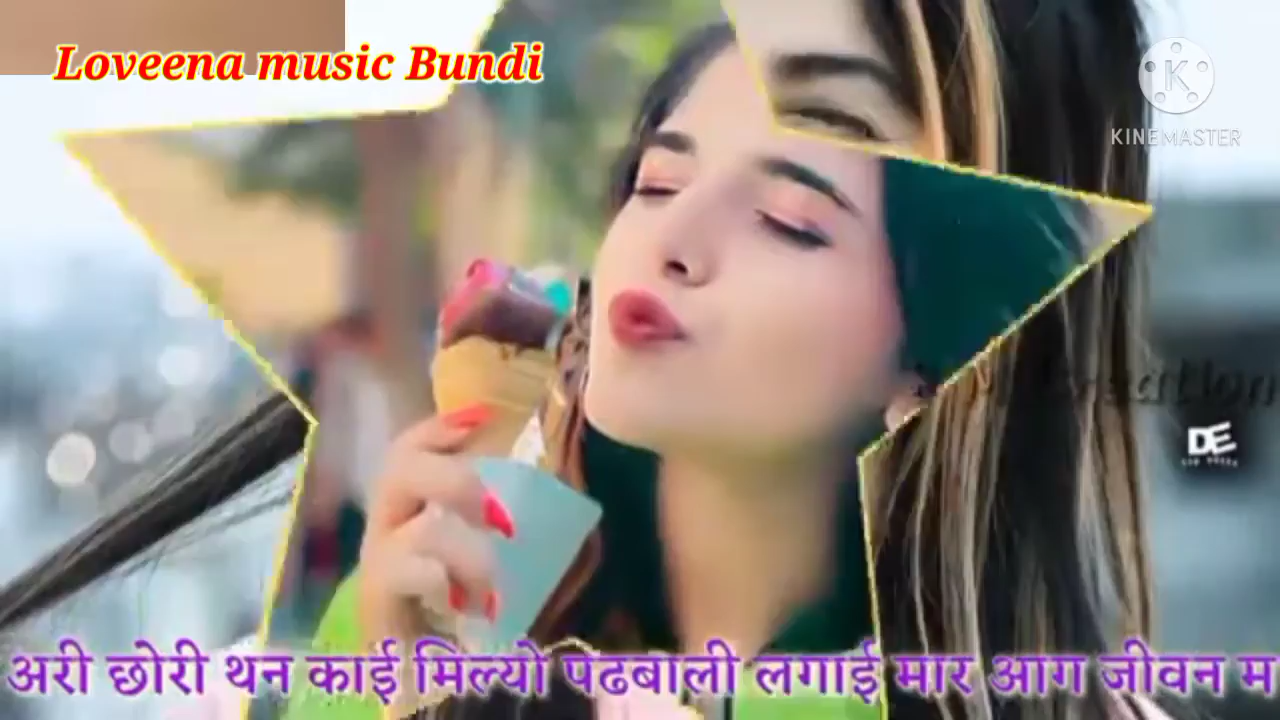 Loveena music Bundi
K
KINEMASTER
DE
अरी छोरी थन काई मिल्यो पढबाली लगाई मार आग जीवन म